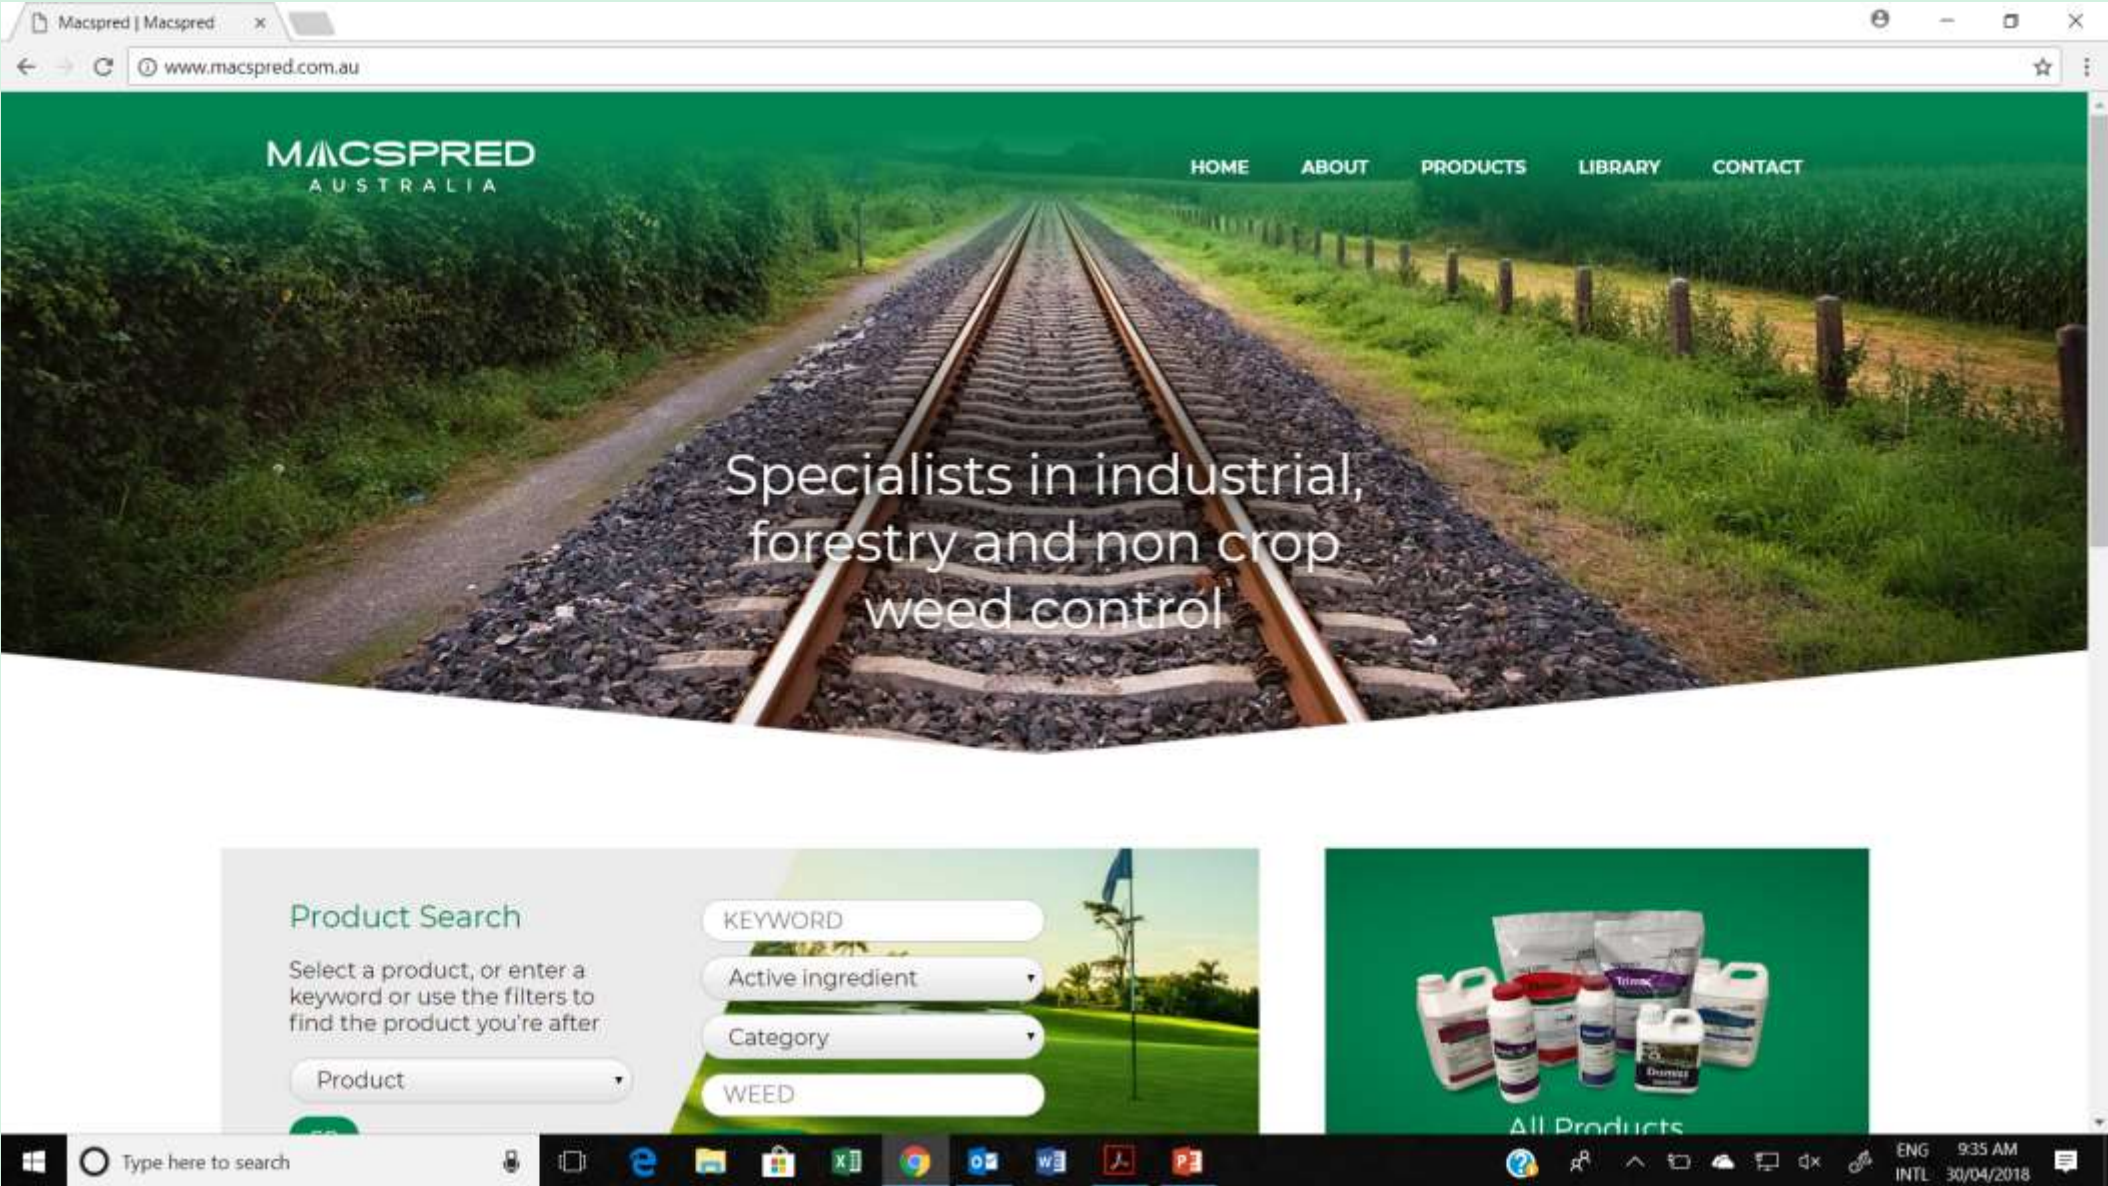 Macspred | Macspred
www.macspred.com.au
MACSPRED
AUSTRALIA
HOME ABOUT PRODUCTS LIBRARY CONTACT
Specialists in industrial,
forestry and non crop
weed control
Product Search
Select a product, or enter a
keyword or use the filters to
find the product you're after
Product
KEYWORD
Active ingredient
Category
WEED
Trimac
Dumos
All Products
Type here to search
ENG
INTL
9:35 AM
30/04/2018